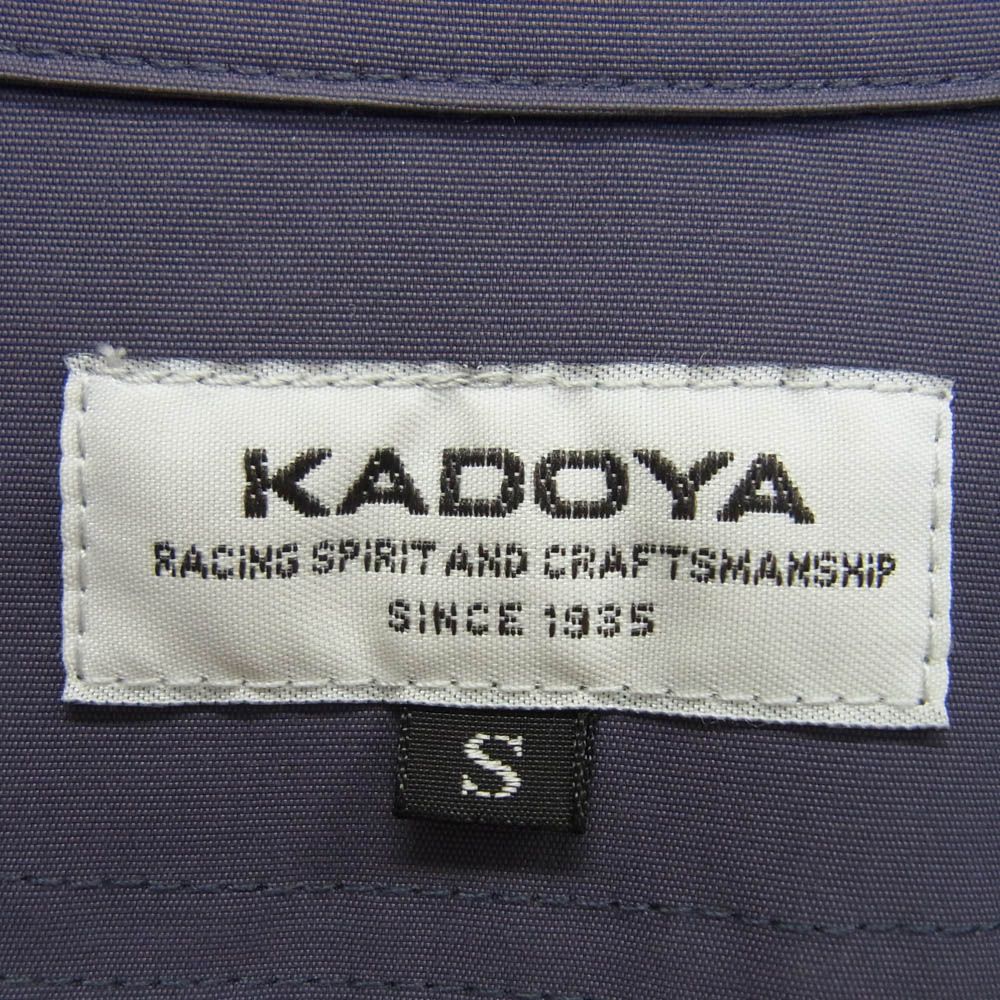 KADOYA
RACING SPIRIT AND CRAFTSMANSHIP
SINCE 1935
S